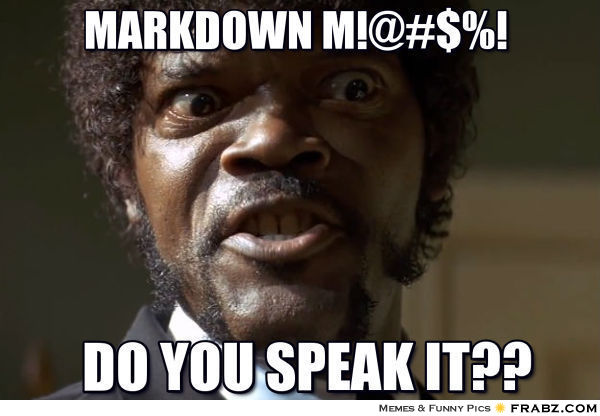 MARKDOWN M!@#$%!
DO YOU SPEAK IT??
MEMES & FUNNY PICS FRABZ.COM